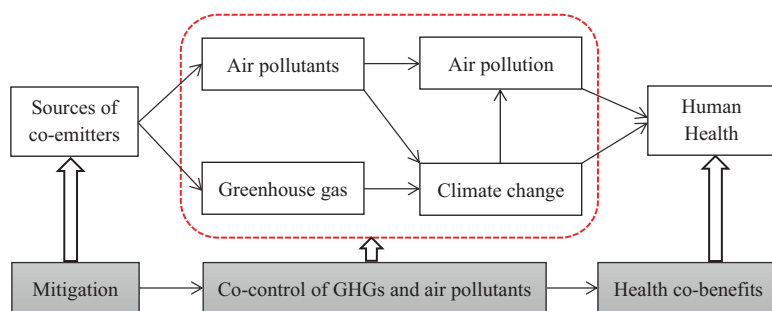 Air pollutants
Air pollution
Sources of
co-emitters
Human
Health
Greenhouse gas
Climate change
Mitigation
Co-control of GHGs and air pollutants
Health co-benefits